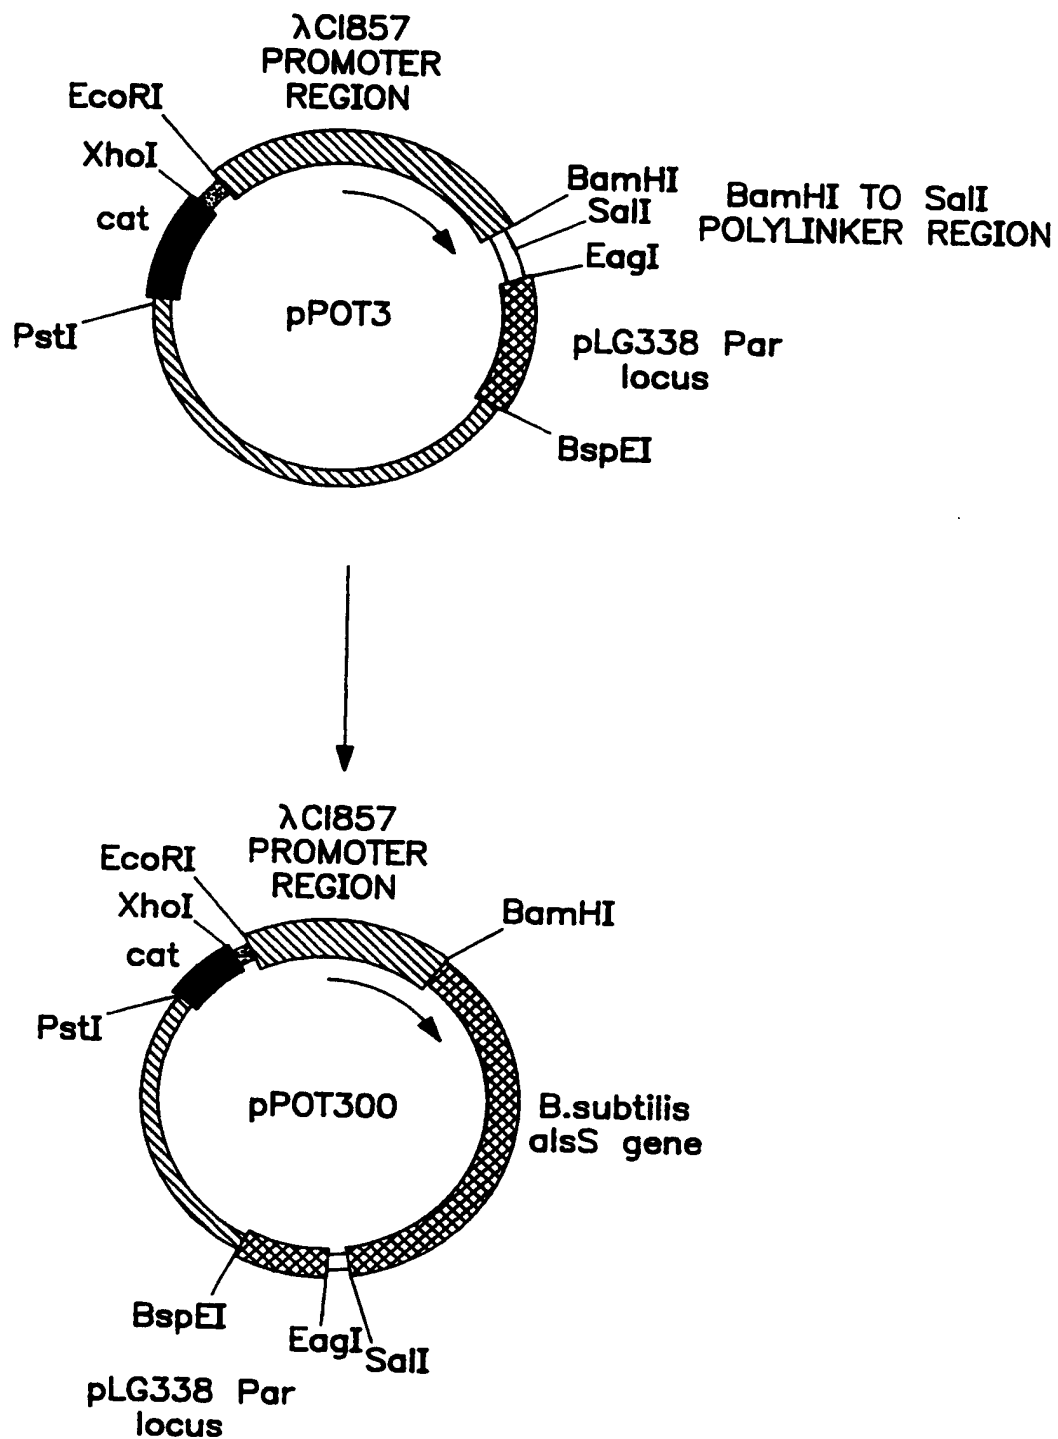 λCI857
PROMOTER
REGION
EcoRI
XhoI
cat
BamHI
SalI
BamHI TO SalI
POLYLINKER REGION
EagI
PstI
pPOT3
pLG338 Par
locus
BspEI
λCI857
PROMOTER
REGION
EcoRI
XhoI
cat
BamHI
PstI
pPOT300
B.subtilis
alsS gene
BspEI
EagI
SalI
pLG338 Par
locus